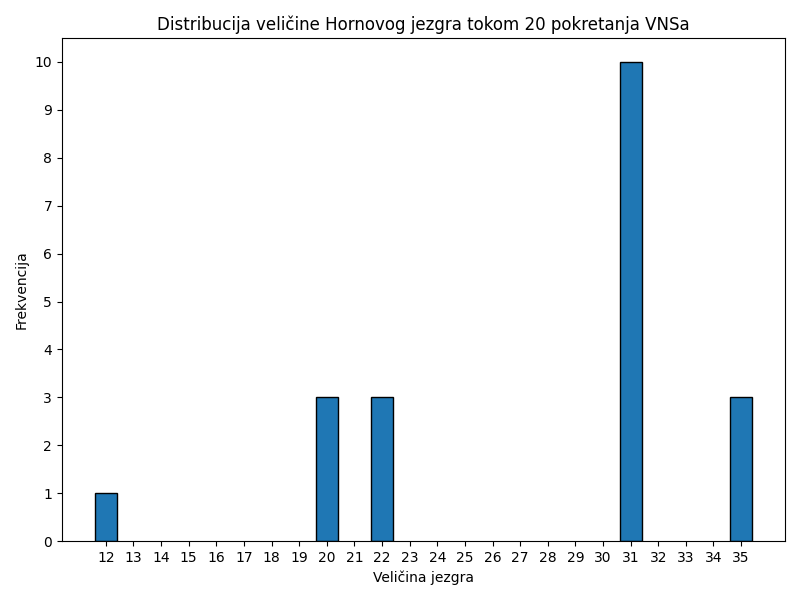 Distribucija veličine Hornovog jezgra tokom 20 pokretanja VNSa
Frekvencija
10
9
8
7
6
5
4
3
2
1
0
12 13 14 15 16 17 18 19 20 21 22 23 24 25 26 27 28 29 30 31 32 33 34 35
Veličina jezgra